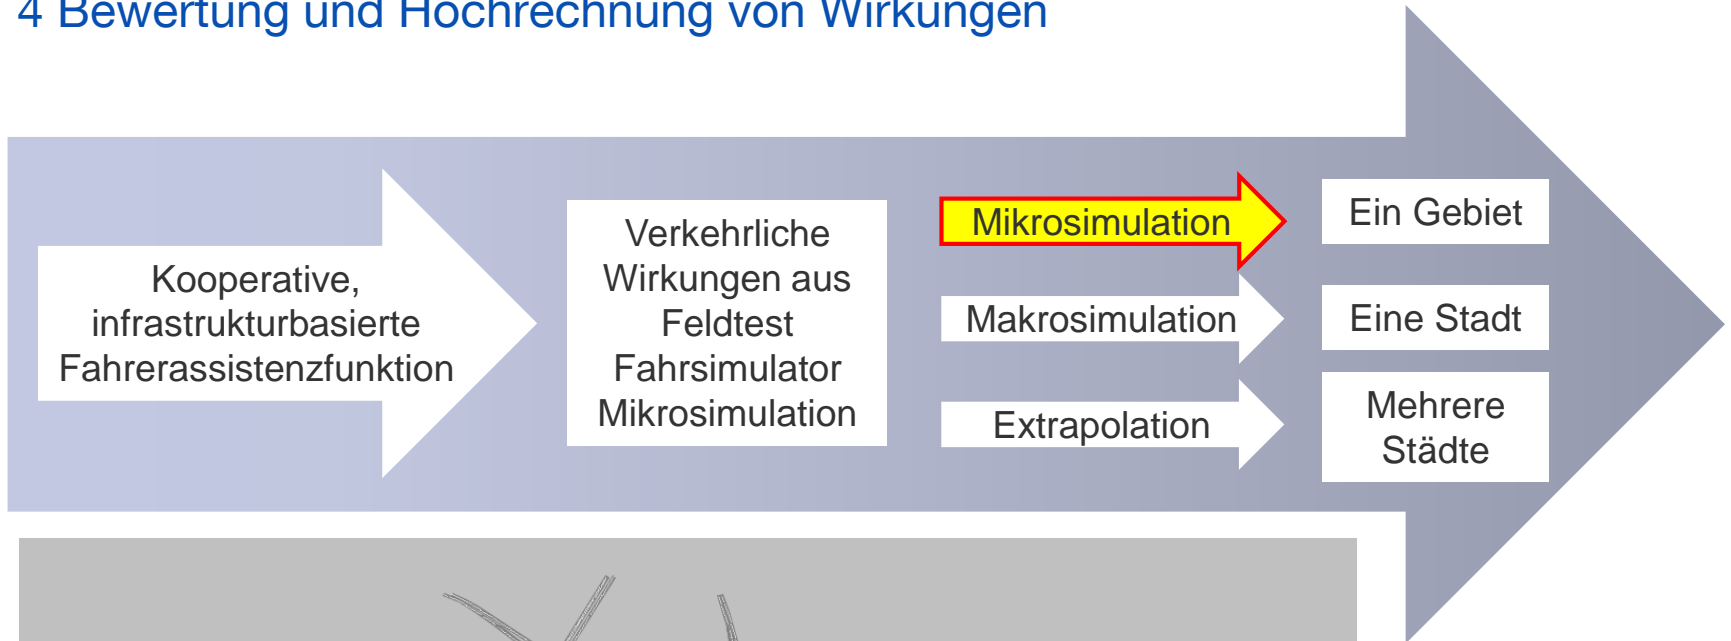 4 Bewertung und Hochrechnung von Wirkungen
Kooperative,
infrastrukturbasierte
Fahrerassistenzfunktion
Verkehrliche
Wirkungen aus
Feldtest
Fahrsimulator
Mikrosimulation
Mikrosimulation
Ein Gebiet
Makrosimulation
Eine Stadt
Extrapolation
Mehrere
Städte